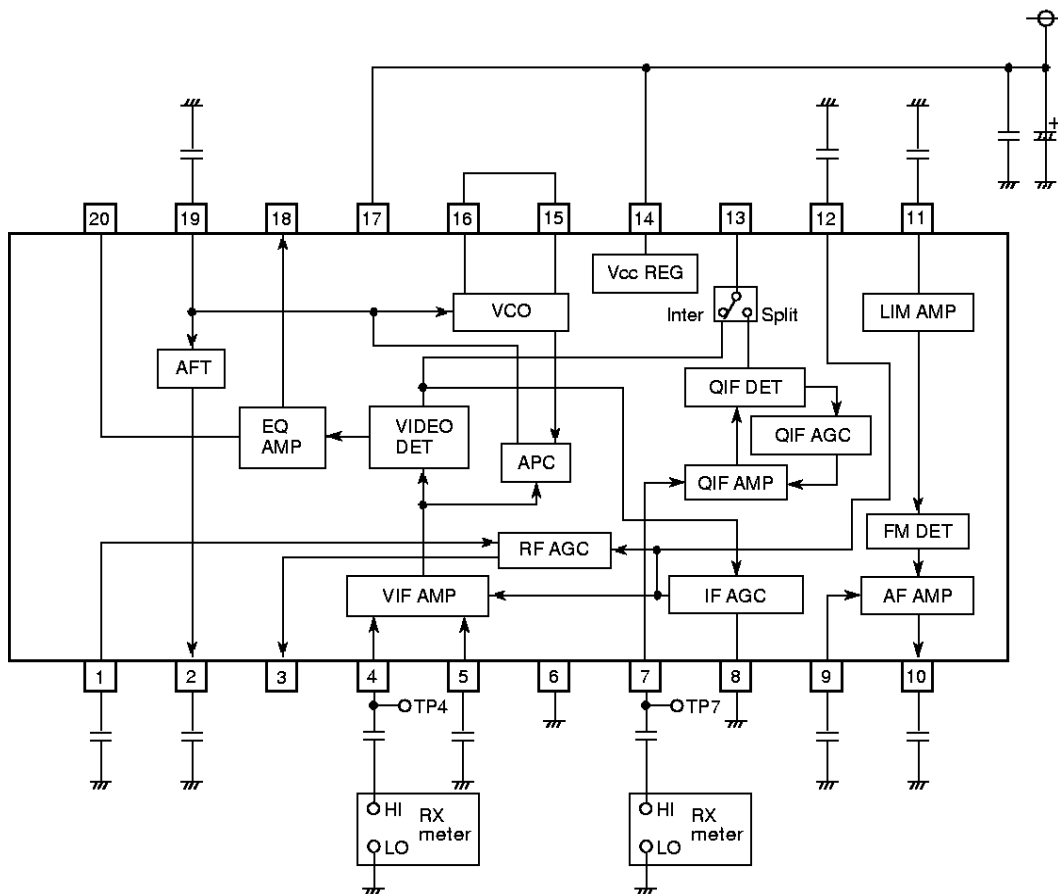 +
20 19 18 17 16 15 14 13 12 11
Vcc REG
VCO
Inter Split
LIM AMP
AFT
QIF DET
EQ
AMP
VIDEO
DET
QIF AGC
APC
QIF AMP
FM DET
RF AGC
VIF AMP
IF AGC
AF AMP
1 2 3 4 5 6 7 8 9 10
TP4
TP7
HI
RX
meter
LO
HI
RX
meter
LO